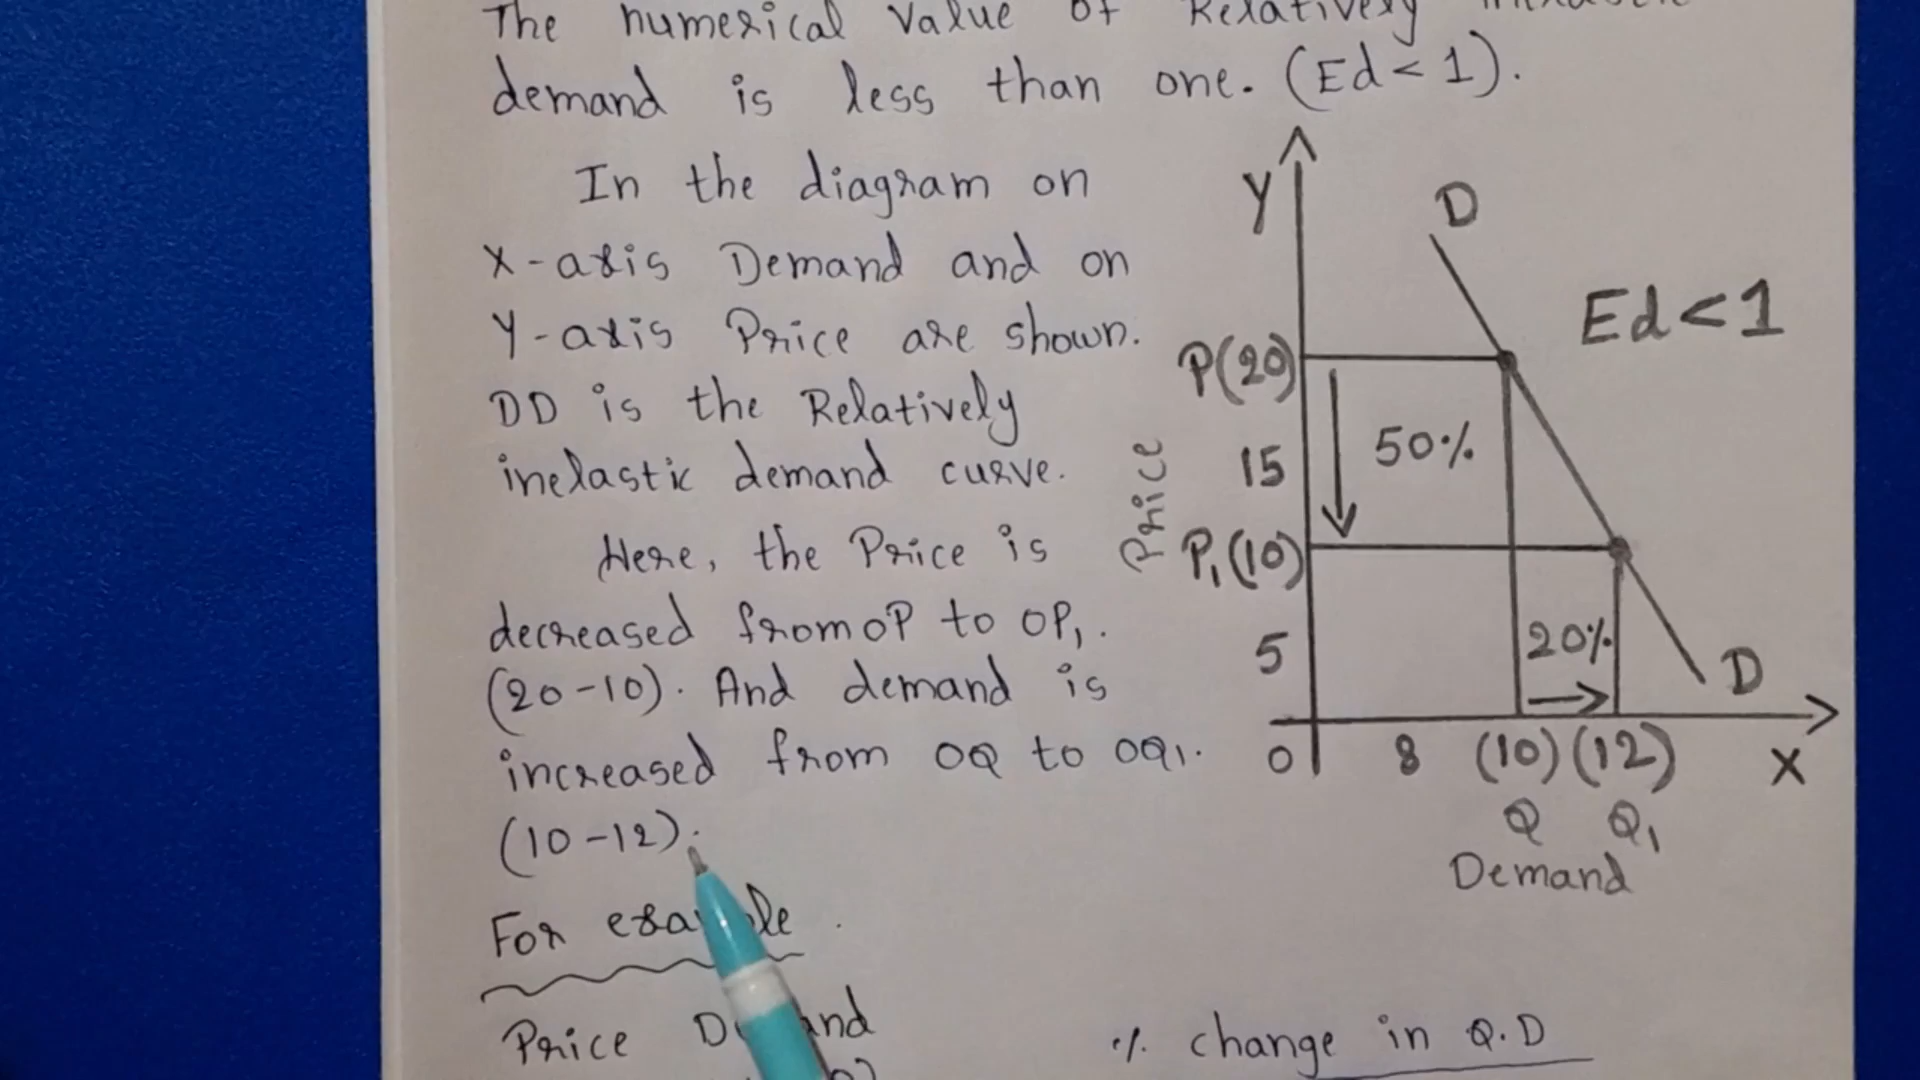 The numerical Value of Relatively
demand is less than one. (Ed < 1).
In the diagram on
X-axis Demand and on
Y-axis Price are shown.
DD is the Relatively
inelastic demand curve.
Here, the Price is
decreased from OP to OP₁.
(20-10). And demand is
increased from OQ to OQ₁.
(10-12).
For
Price
% change in Q.D
Y
D
Ed < 1
P(20)
50%
15
Price
P₁(10)
20%
5
D
0 8 (10) (12) X
Q Q₁
Demand